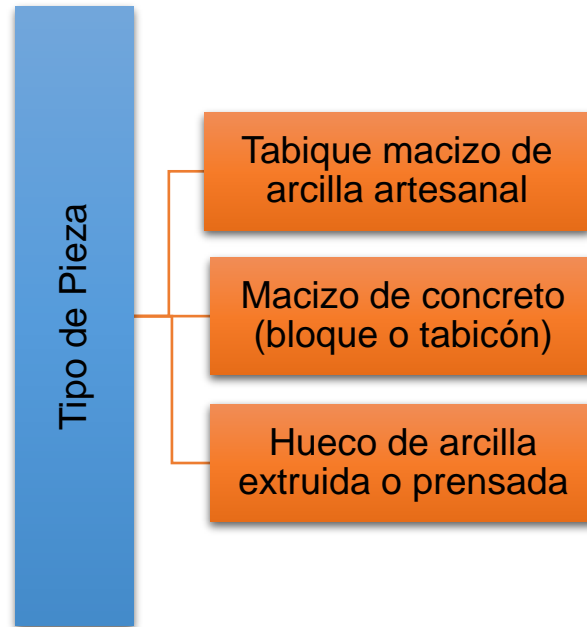 Tipo de Pieza
Tabique macizo de
arcilla artesanal
Macizo de concreto
(bloque o tabicón)
Hueco de arcilla
extruida o prensada